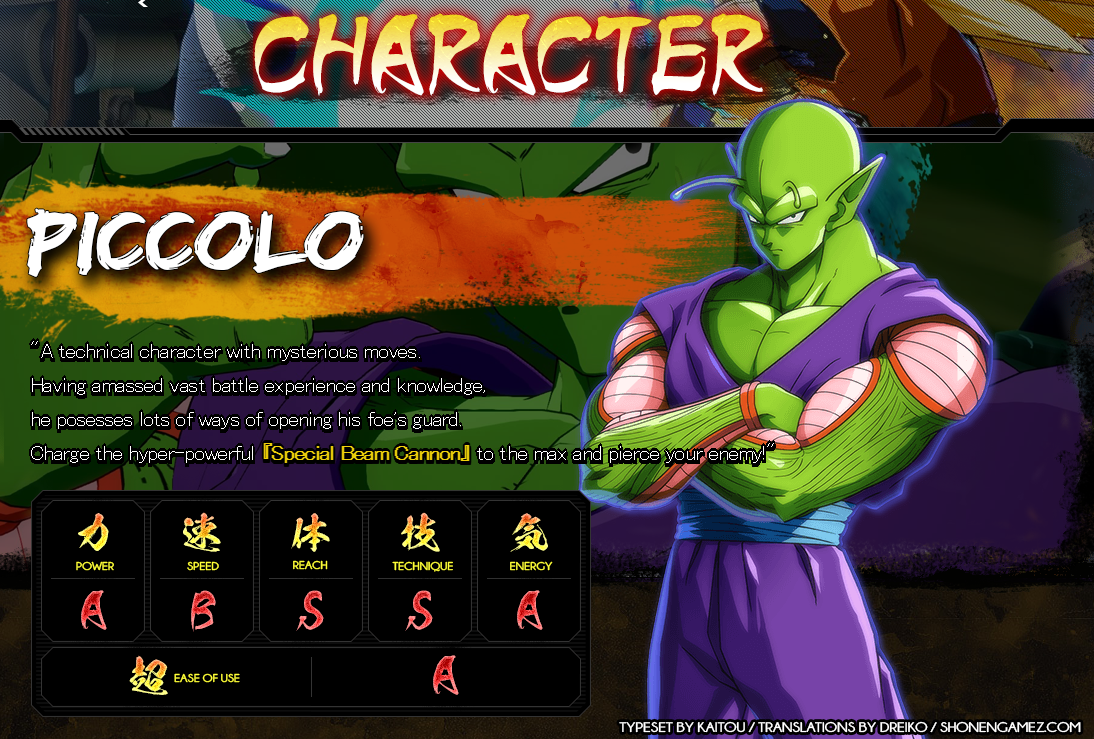 CHARACTER
PICCOLO
"A technical character with mysterious moves.
Having amassed vast battle experience and knowledge,
he posesses lots of ways of opening his foe's guard.
Charge the hyper-powerful『Special Beam Cannon』to the max and pierce your enemy!"
力 速 体 技 気
POWER SPEED REACH TECHNIQUE ENERGY
A B S S A
超 EASE OF USE A
TYPESET BY KAITOU / TRANSLATIONS BY DREIKO / SHONENGAMEZ.COM